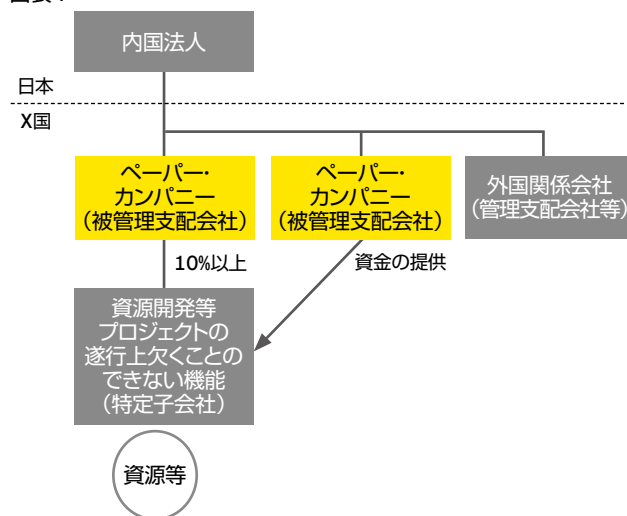 内国法人
日本
X国
ペーパー・
カンパニー
（被管理支配会社）
ペーパー・
カンパニー
（被管理支配会社）
外国関係会社
（管理支配会社等）
10%以上
資金の提供
資源開発等
プロジェクトの
遂行上欠くことの
できない機能
（特定子会社）
資源等